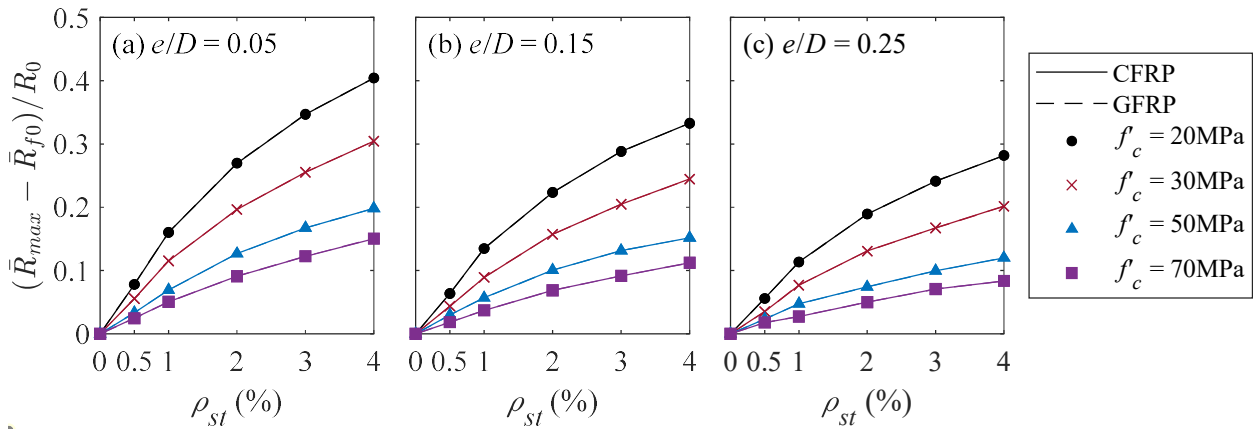 (R̄max − R̄f0)/R0
0.5
0.4
0.3
0.2
0.1
0
(a) e/D = 0.05
0 0.5 1 2 3 4
ρst (%)
(b) e/D = 0.15
0 0.5 1 2 3 4
ρst (%)
(c) e/D = 0.25
0 0.5 1 2 3 4
ρst (%)
CFRP
GFRP
f'c = 20MPa
f'c = 30MPa
f'c = 50MPa
f'c = 70MPa